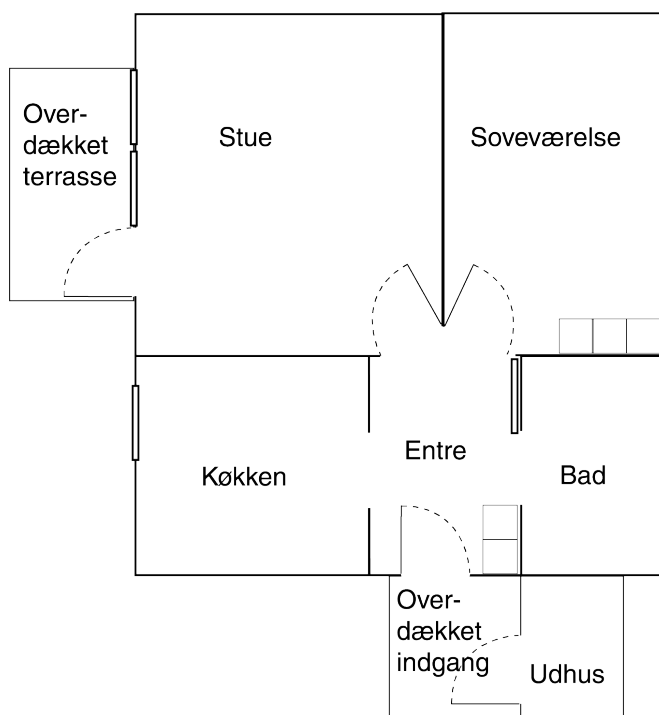 Over-
dækket
terrasse
Stue
Soveværelse
Køkken
Entre
Bad
Over-
dækket
indgang
Udhus